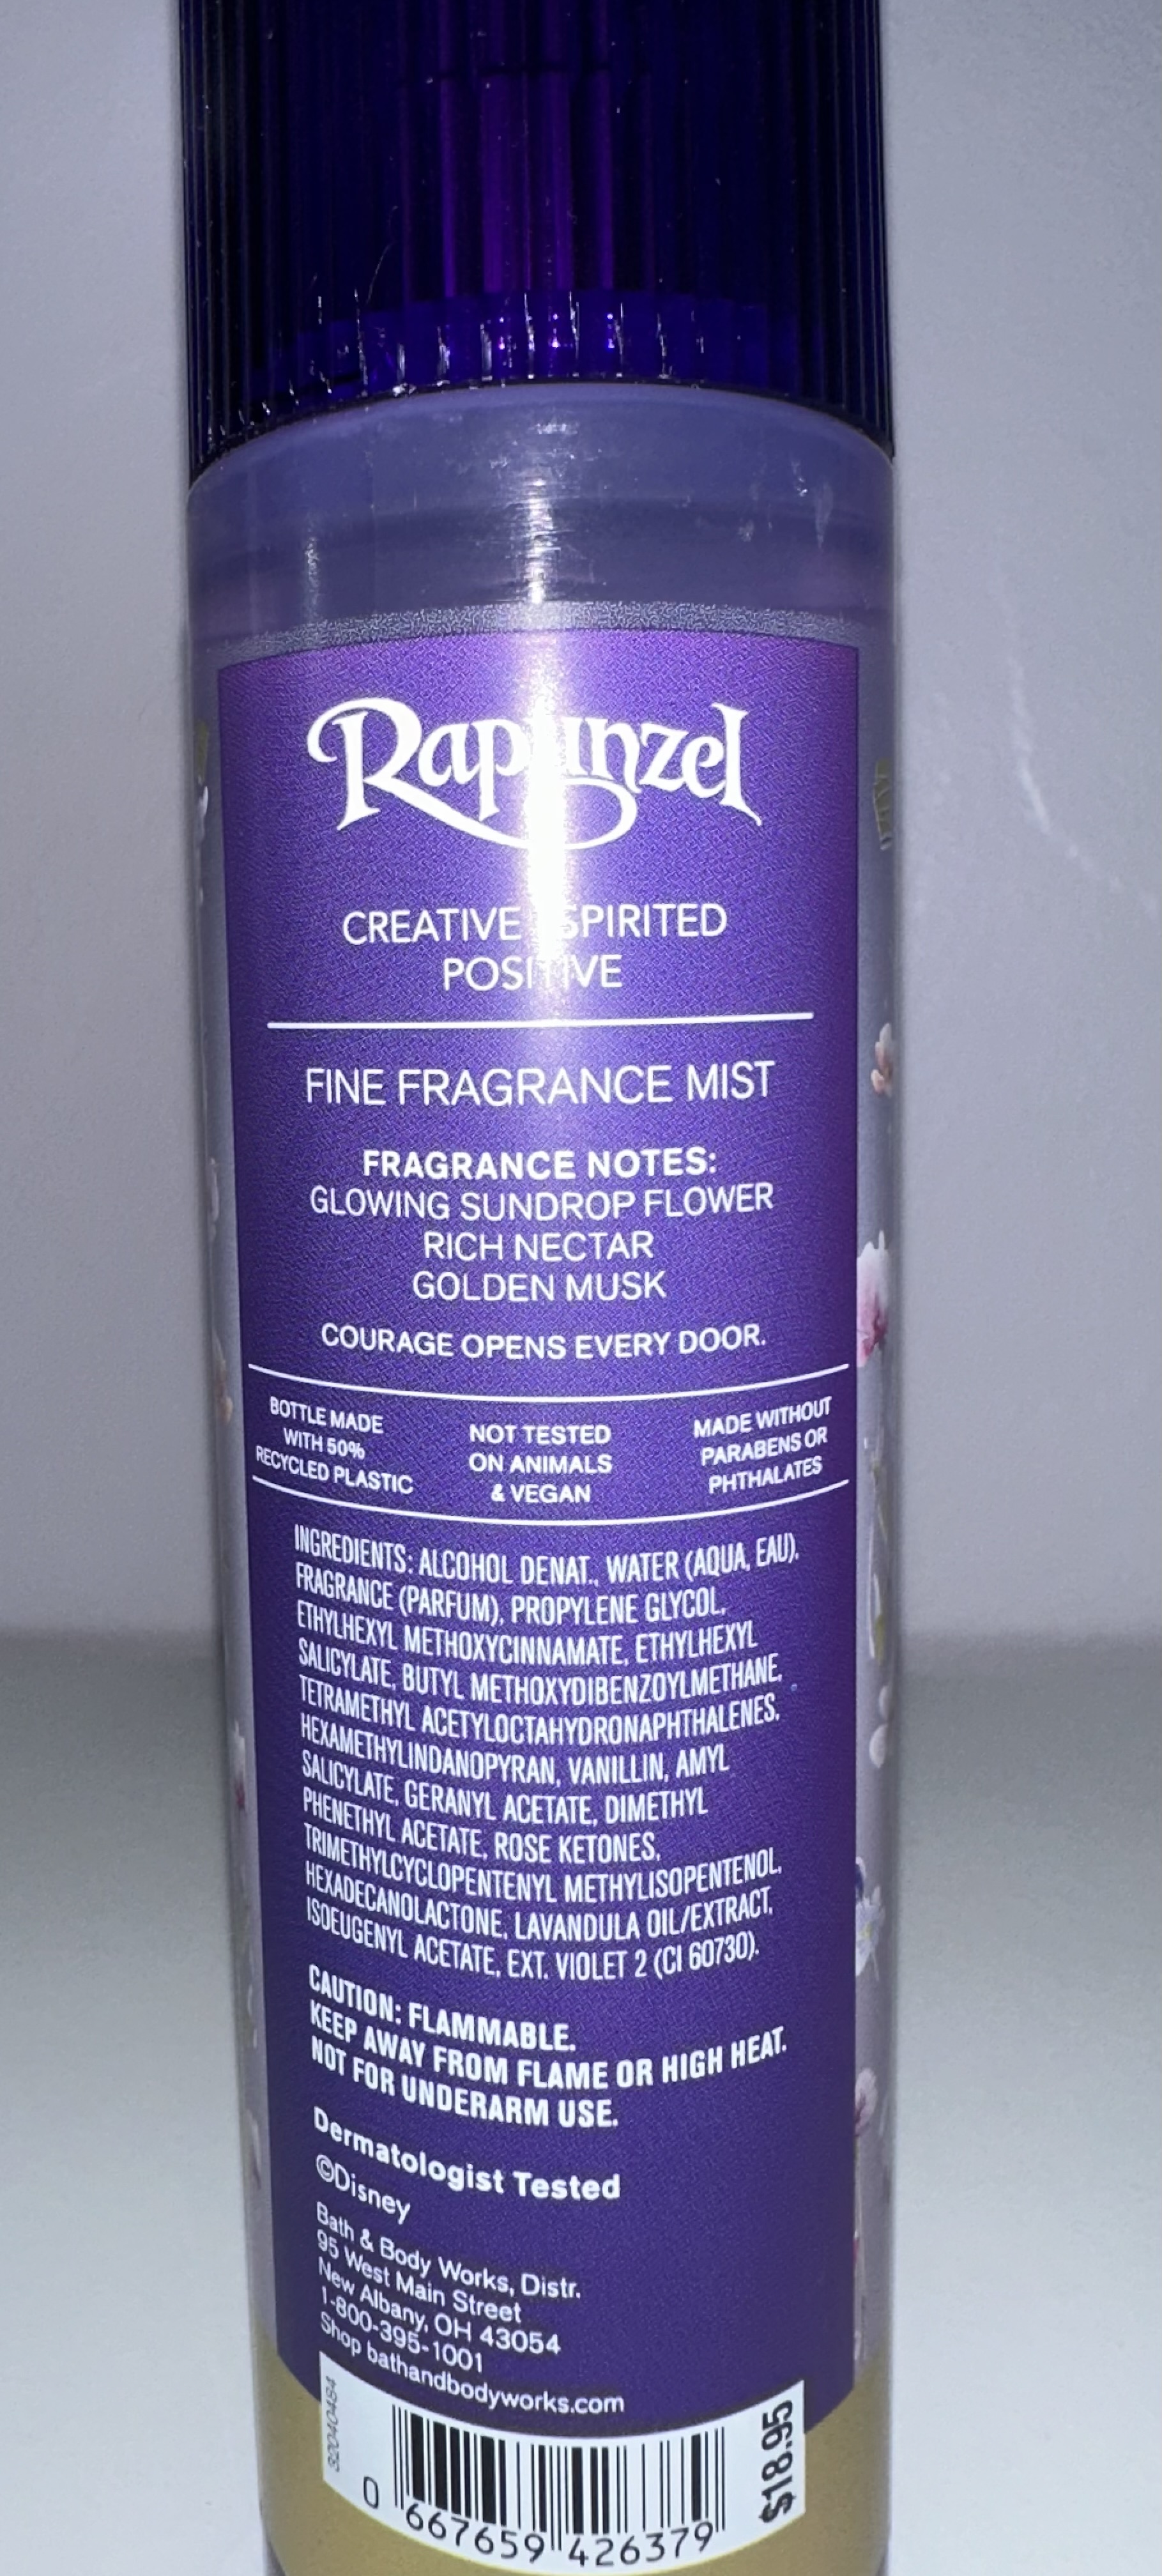 Rapunzel
CREATIVE SPIRITED
POSITIVE
FINE FRAGRANCE MIST
FRAGRANCE NOTES:
GLOWING SUNDROP FLOWER
RICH NECTAR
GOLDEN MUSK
COURAGE OPENS EVERY DOOR.
BOTTLE MADE
WITH 50%
RECYCLED PLASTIC
NOT TESTED
ON ANIMALS
& VEGAN
MADE WITHOUT
PARABENS OR
PHTHALATES
INGREDIENTS: ALCOHOL DENAT., WATER (AQUA, EAU),
FRAGRANCE (PARFUM), PROPYLENE GLYCOL,
ETHYLHEXYL METHOXYCINNAMATE, ETHYLHEXYL
SALICYLATE, BUTYL METHOXYDIBENZOYLMETHANE,
TETRAMETHYL ACETYLOCTAHYDRONAPHTHALENES,
HEXAMETHYLINDANOPYRAN, VANILLIN, AMYL
SALICYLATE, GERANYL ACETATE, DIMETHYL
PHENETHYL ACETATE, ROSE KETONES,
TRIMETHYLCYCLOPENTENYL METHYLISOPENTENOL,
HEXADECANOLACTONE, LAVANDULA OIL/EXTRACT,
ISOEUGENYL ACETATE, EXT. VIOLET 2 (CI 60730).
CAUTION: FLAMMABLE.
KEEP AWAY FROM FLAME OR HIGH HEAT.
NOT FOR UNDERARM USE.
Dermatologist Tested
©Disney
Bath & Body Works, Distr.
95 West Main Street
New Albany, OH 43054
1-800-395-1001
Shop bathandbodyworks.com
32040484
0 667659 426379
$18.95